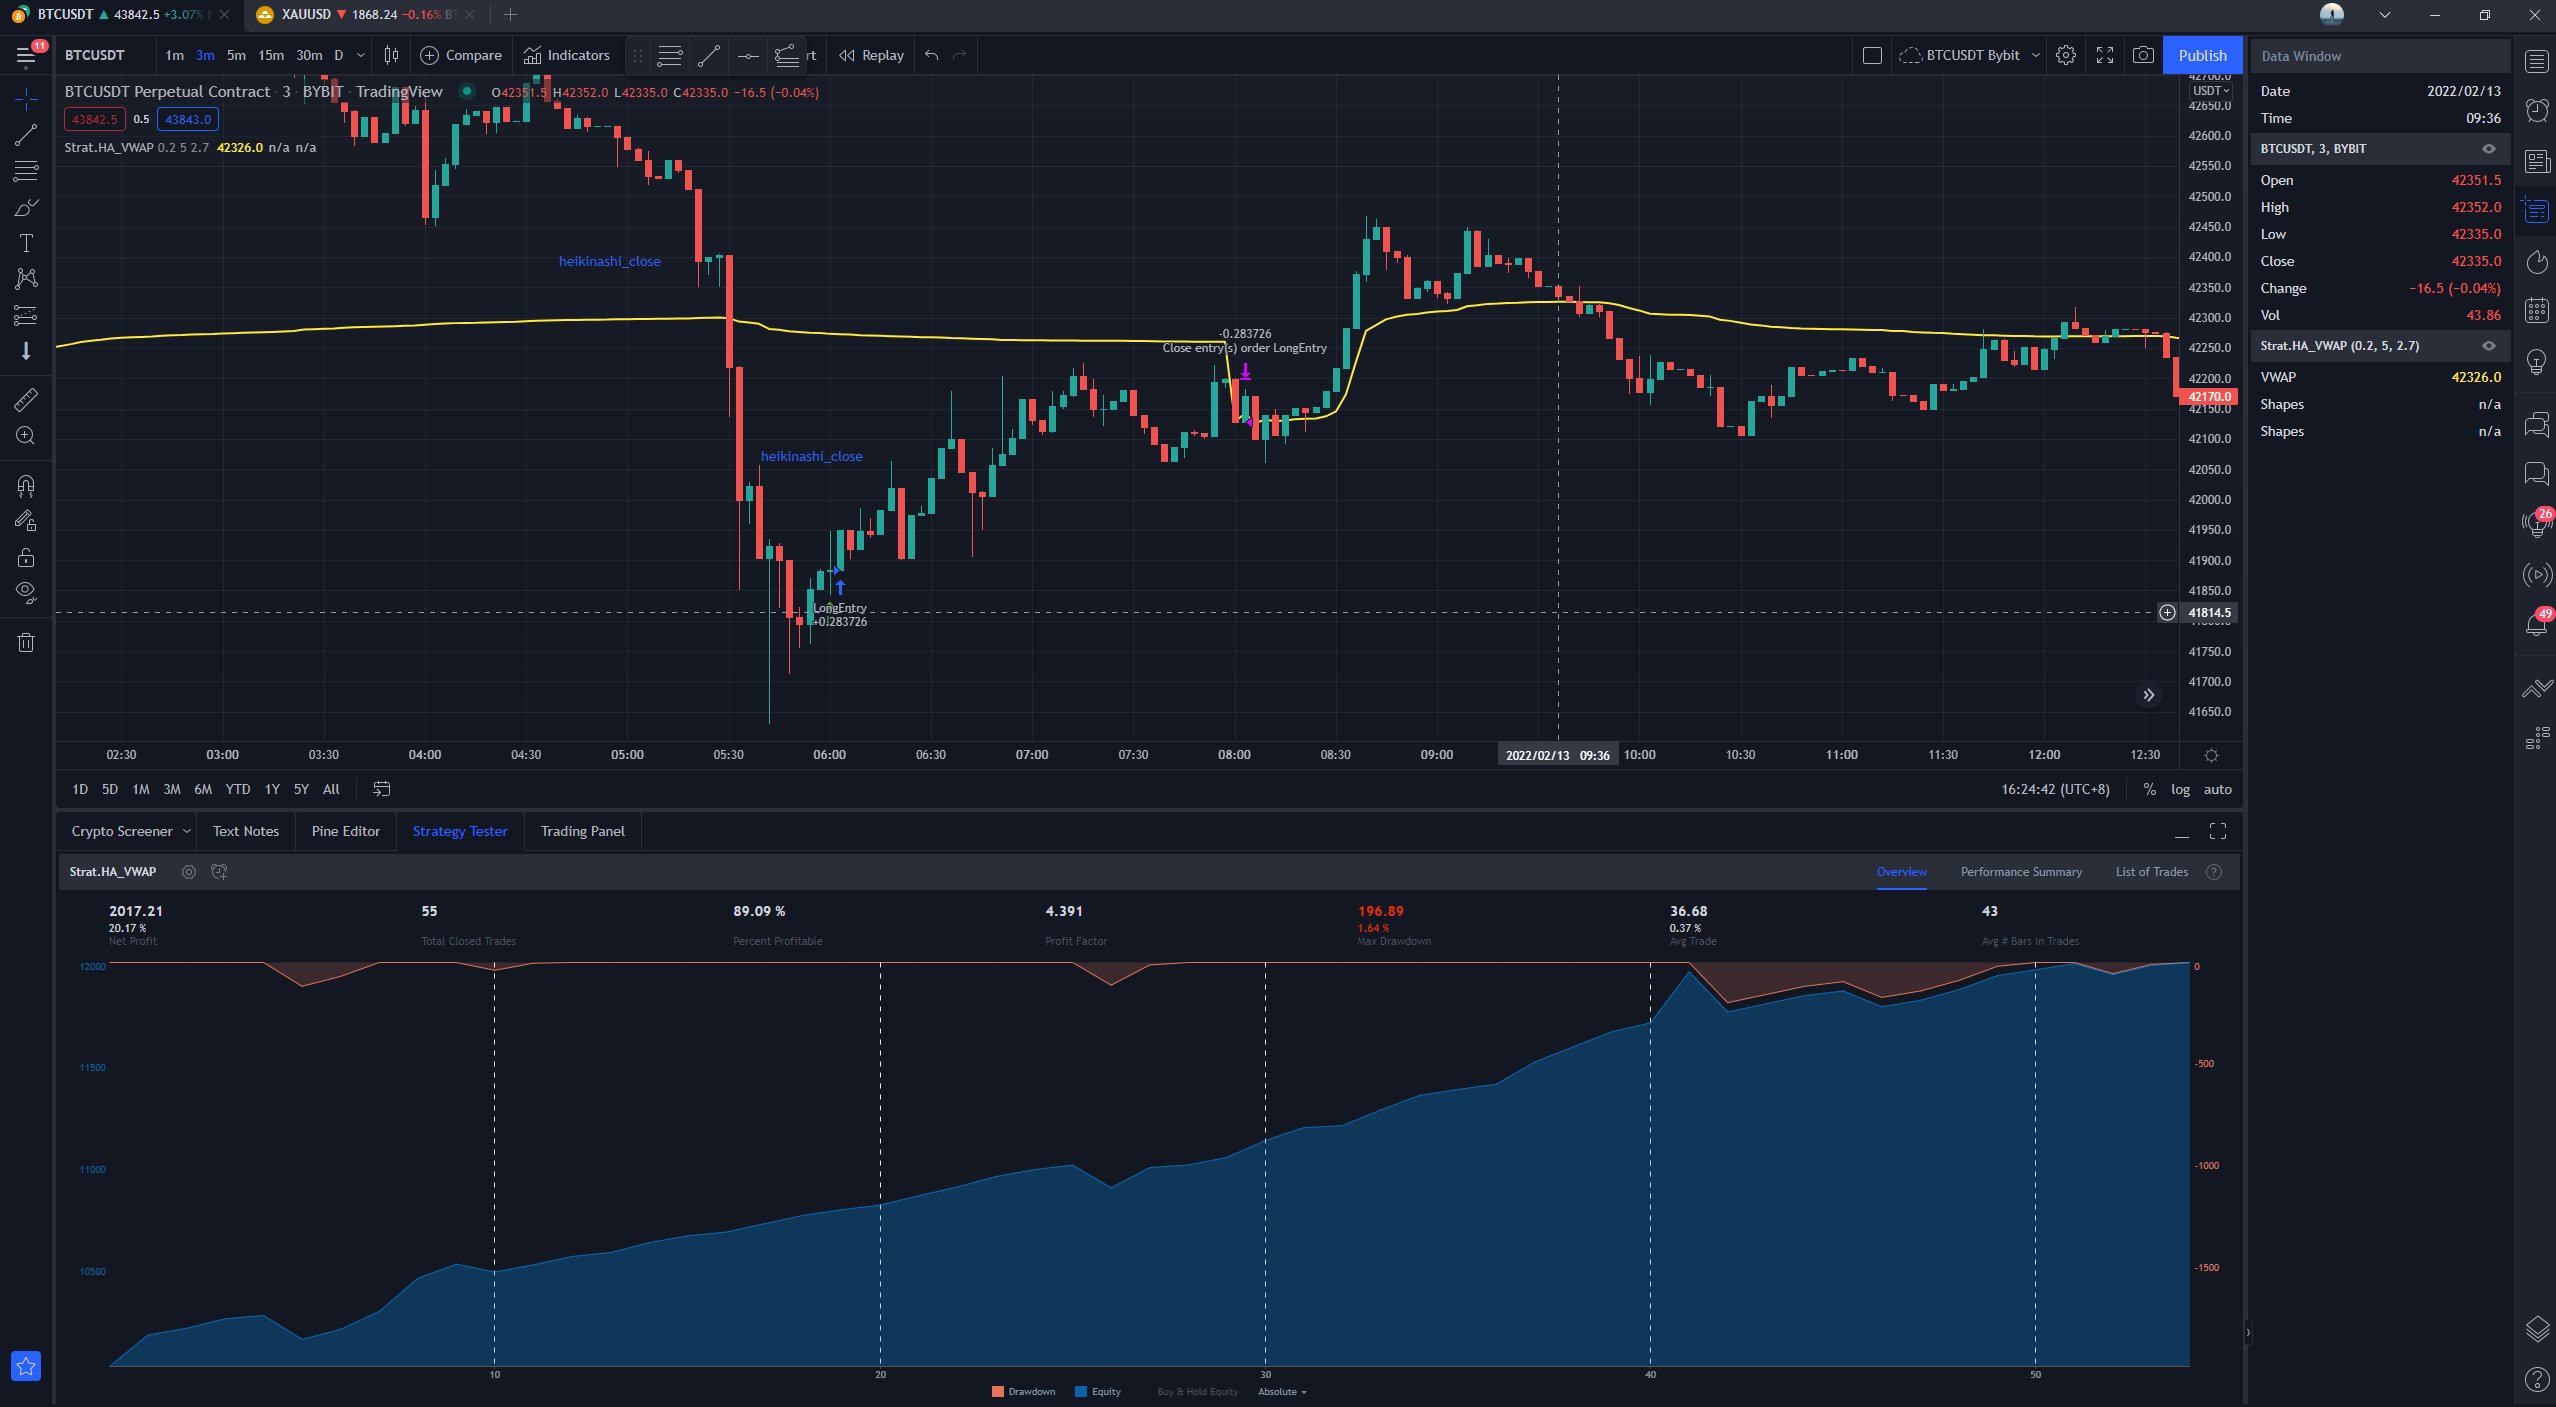 BTCUSDT ▲ 43842.5 +3.07%
XAUUSD ▼ 1868.24 −0.16%
11
BTCUSDT 1m 3m 5m 15m 30m D Compare Indicators Replay BTCUSDT Bybit Publish
BTCUSDT Perpetual Contract · 3 · BYBIT · TradingView O42351.5 H42352.0 L42335.0 C42335.0 −16.5 (−0.04%)
43842.5 0.5 43843.0
Strat.HA_VWAP 0.2 5 2.7 42326.0 n/a n/a
heikinashi_close
heikinashi_close
LongEntry
+0.283726
-0.283726
Close entry(s) order LongEntry
42700.0
USDT
42650.0
42600.0
42550.0
42500.0
42450.0
42400.0
42350.0
42300.0
42250.0
42200.0
42170.0
42150.0
42100.0
42050.0
42000.0
41950.0
41900.0
41850.0
41814.5
41750.0
41700.0
41650.0
02:30 03:00 03:30 04:00 04:30 05:00 05:30 06:00 06:30 07:00 07:30 08:00 08:30 09:00 2022/02/13 09:36 10:00 10:30 11:00 11:30 12:00 12:30
1D 5D 1M 3M 6M YTD 1Y 5Y All 16:24:42 (UTC+8) % log auto
Crypto Screener Text Notes Pine Editor Strategy Tester Trading Panel
Strat.HA_VWAP Overview Performance Summary List of Trades
2017.21 55 89.09 % 4.391 196.89 36.68 43
20.17 % 1.64 % 0.37 %
Net Profit Total Closed Trades Percent Profitable Profit Factor Max Drawdown Avg Trade Avg # Bars in Trades
12000
11500
11000
10500
0
-500
-1000
-1500
10 20 30 40 50
Drawdown Equity Buy & Hold Equity Absolute
Data Window
Date 2022/02/13
Time 09:36
BTCUSDT, 3, BYBIT
Open 42351.5
High 42352.0
Low 42335.0
Close 42335.0
Change −16.5 (−0.04%)
Vol 43.86
Strat.HA_VWAP (0.2, 5, 2.7)
VWAP 42326.0
Shapes n/a
Shapes n/a
26
49